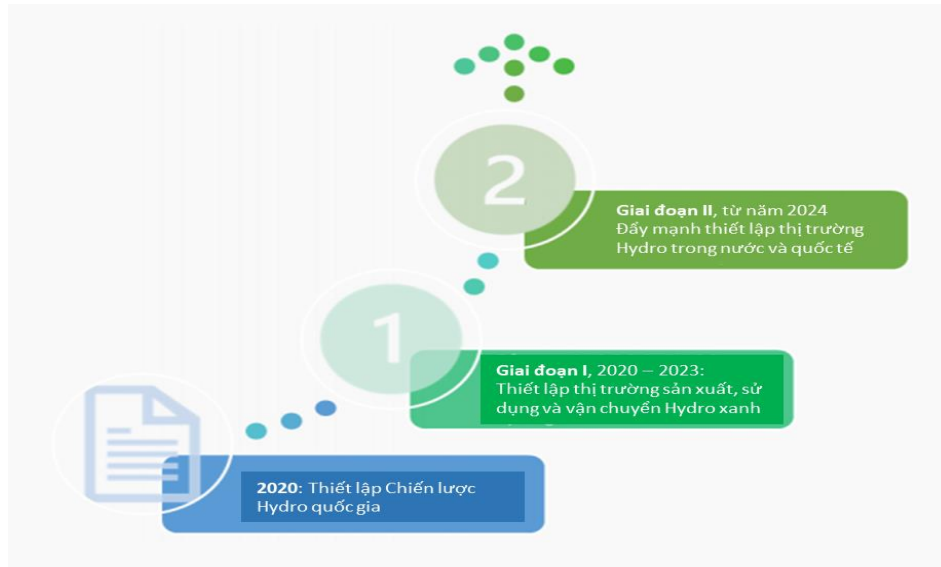 2
Giai đoạn II, từ năm 2024
Đẩy mạnh thiết lập thị trường
Hydro trong nước và quốc tế
1
Giai đoạn I, 2020 – 2023:
Thiết lập thị trường sản xuất, sử
dụng và vận chuyển Hydro xanh
2020: Thiết lập Chiến lược
Hydro quốc gia